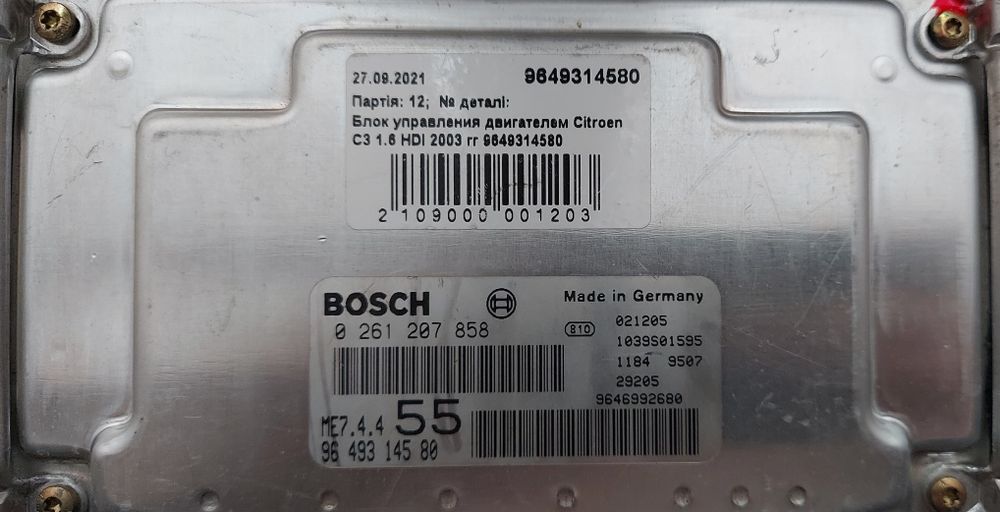 27.09.2021 9649314580
Партія: 12; № деталі:
Блок управления двигателем Citroen
C3 1.6 HDI 2003 гг 9649314580
2 109000 001203
BOSCH Made in Germany
0 261 207 858
810 021205
1039S01595
1184 9507
29205
9646992680
ME7.4.4 55
96 493 145 80